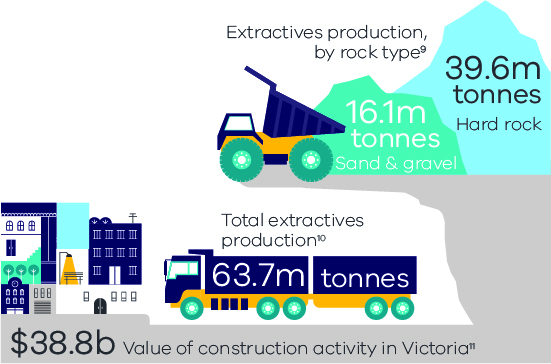 Extractives production,
by rock type⁹
39.6m
tonnes
Hard rock
16.1m
tonnes
Sand & gravel
Total extractives
production¹⁰
63.7m tonnes
$38.8b Value of construction activity in Victoria¹¹